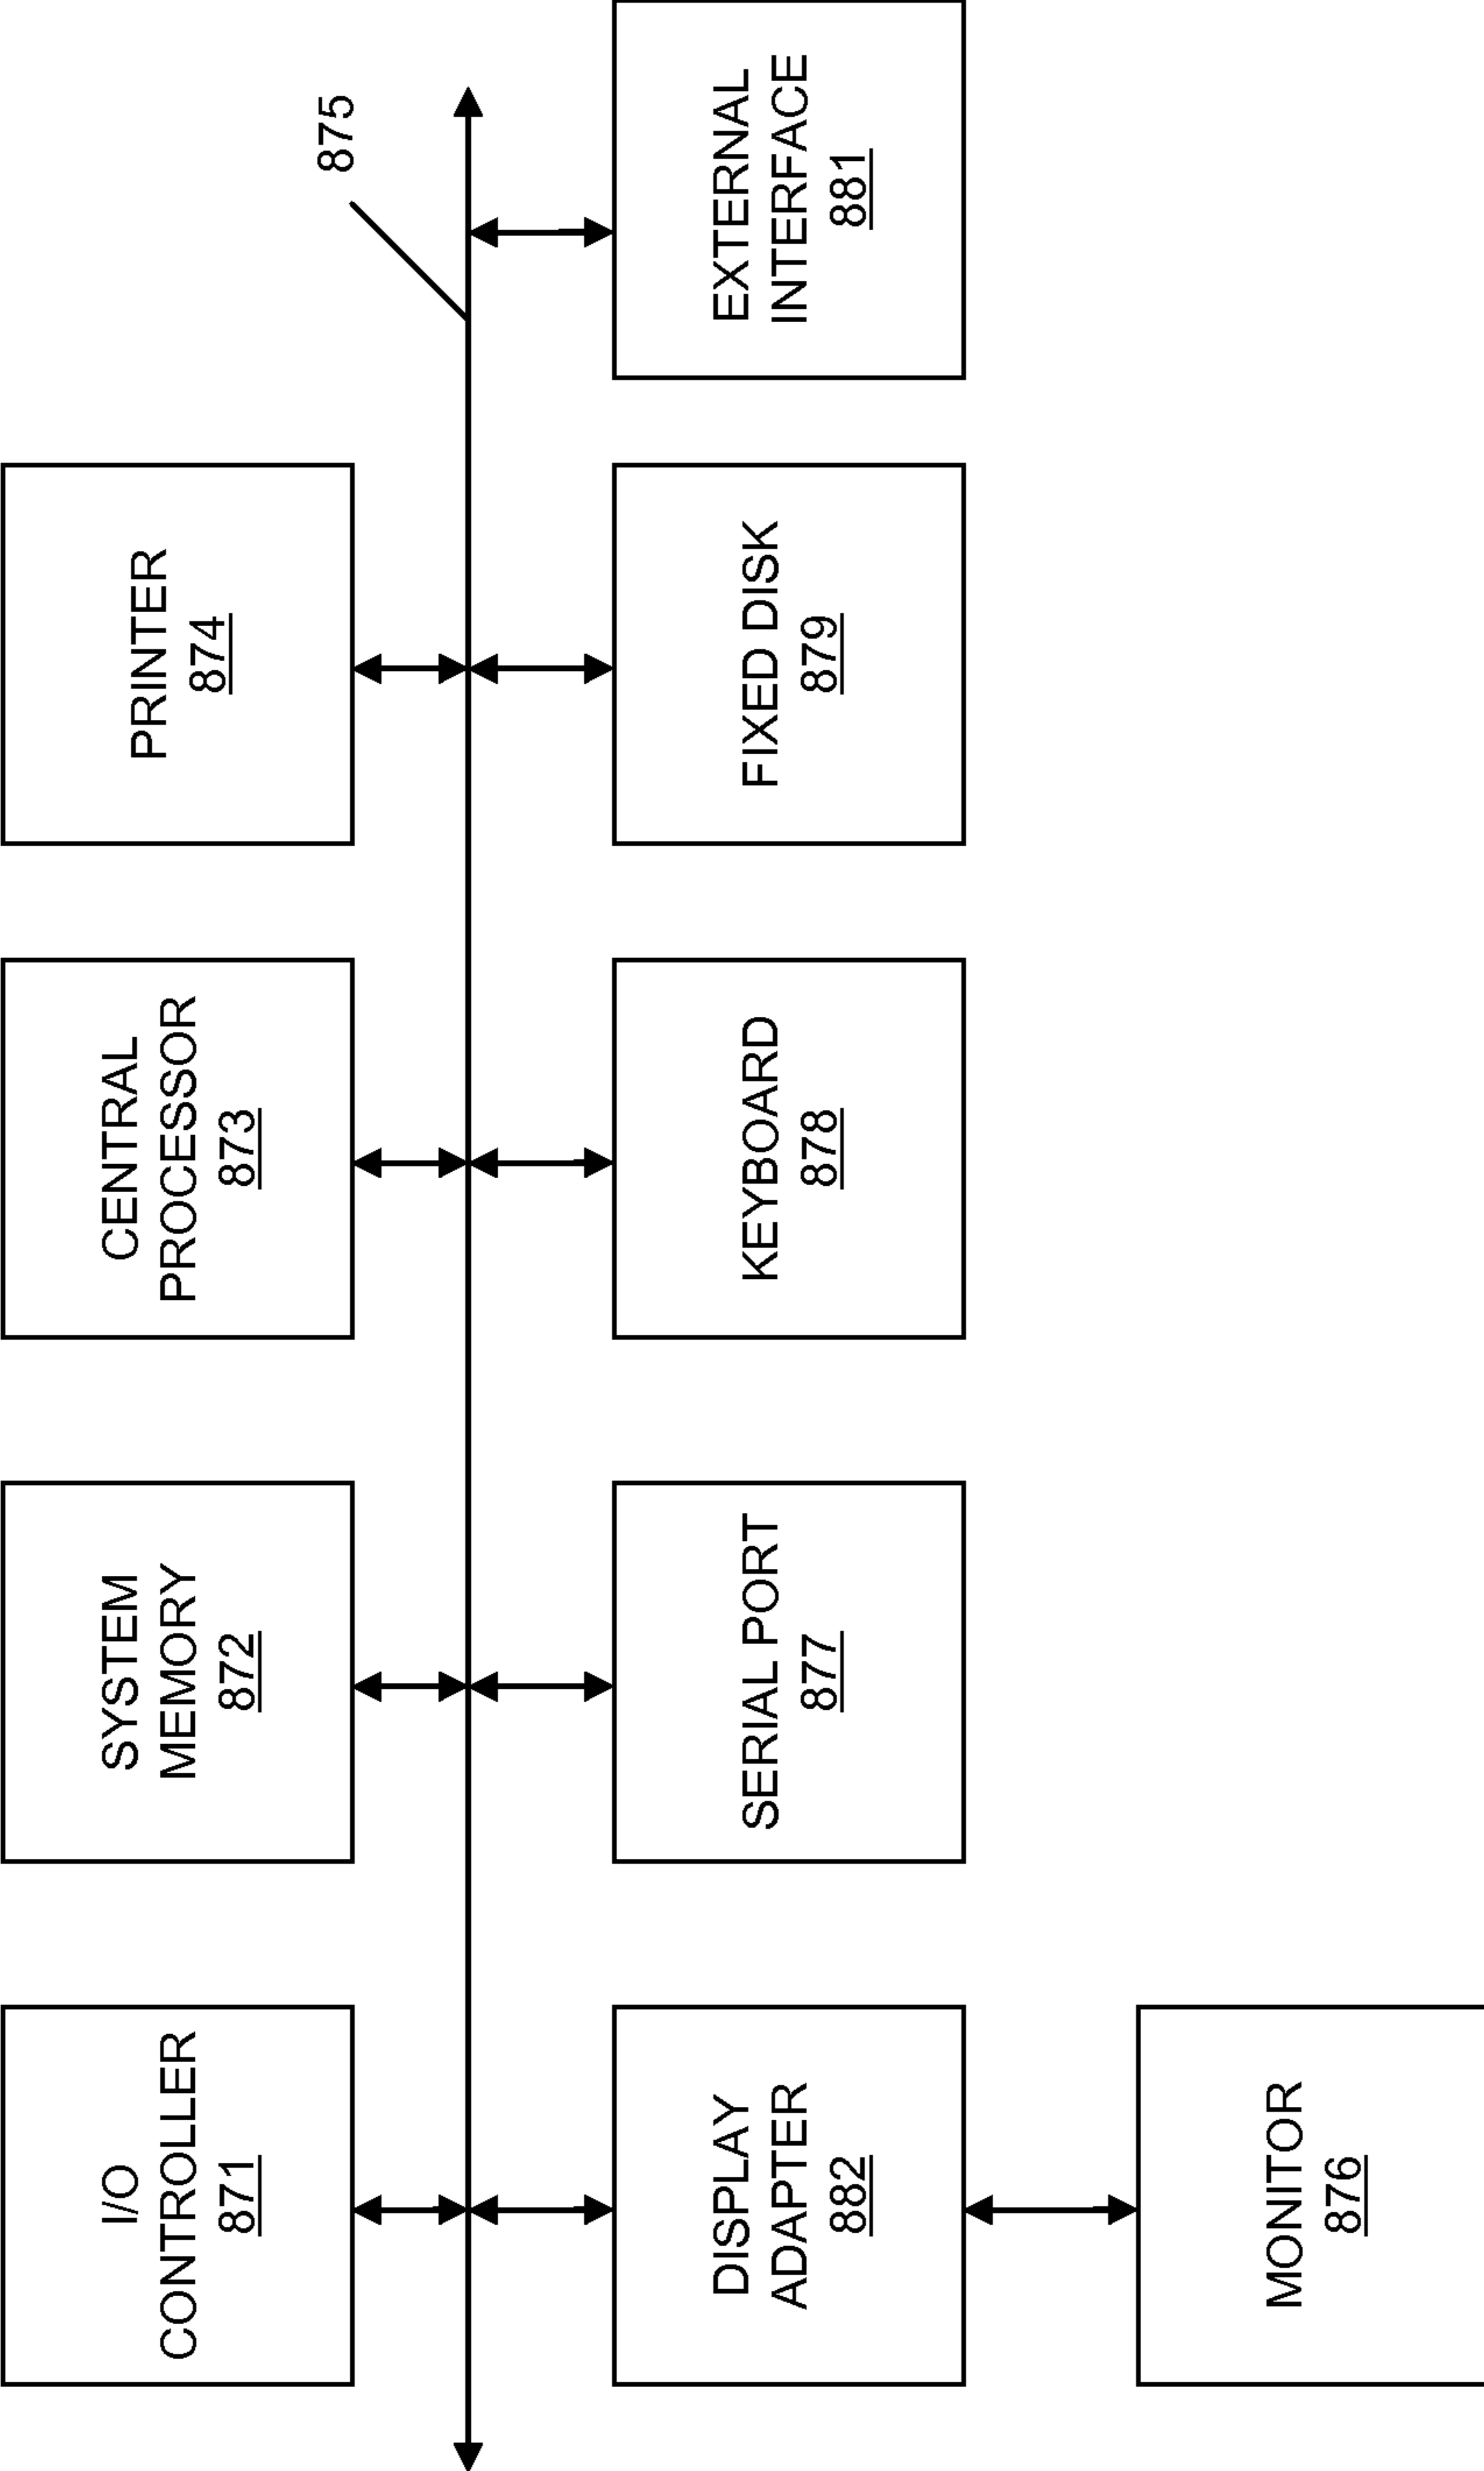 I/O
CONTROLLER
871
SYSTEM
MEMORY
872
CENTRAL
PROCESSOR
873
PRINTER
874
875
DISPLAY
ADAPTER
882
SERIAL PORT
877
KEYBOARD
878
FIXED DISK
879
EXTERNAL
INTERFACE
881
MONITOR
876